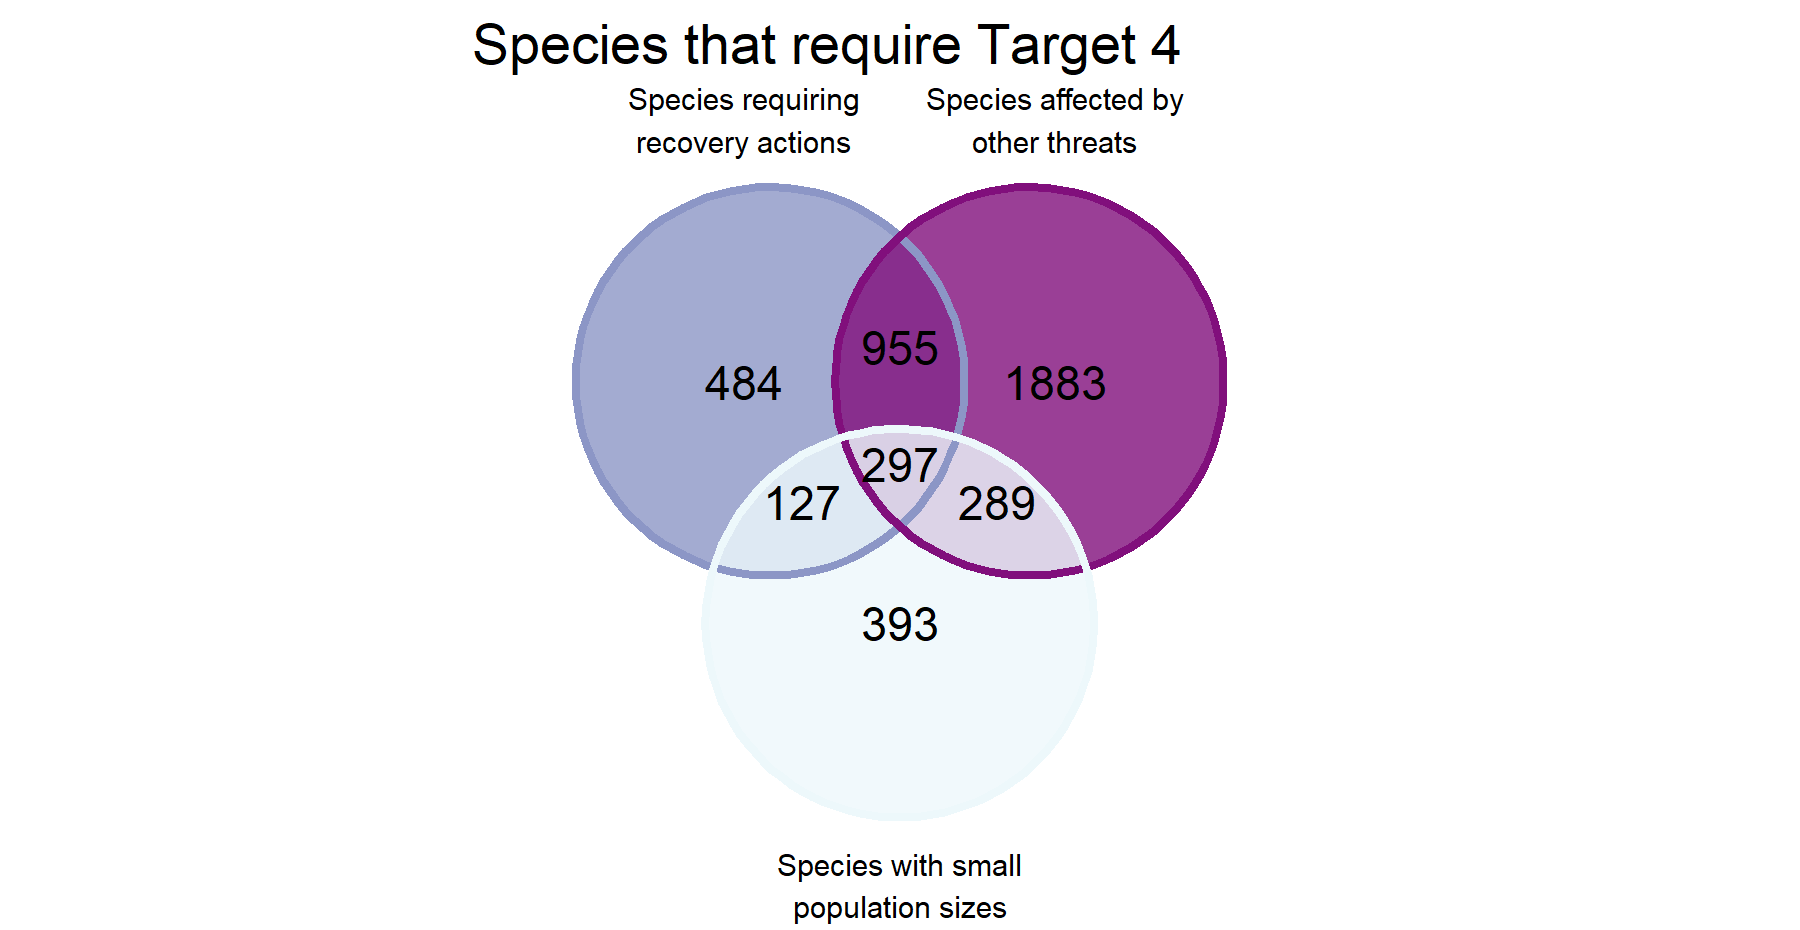 Species that require Target 4
Species requiring
recovery actions
Species affected by
other threats
955
484
1883
297
127
289
393
Species with small
population sizes